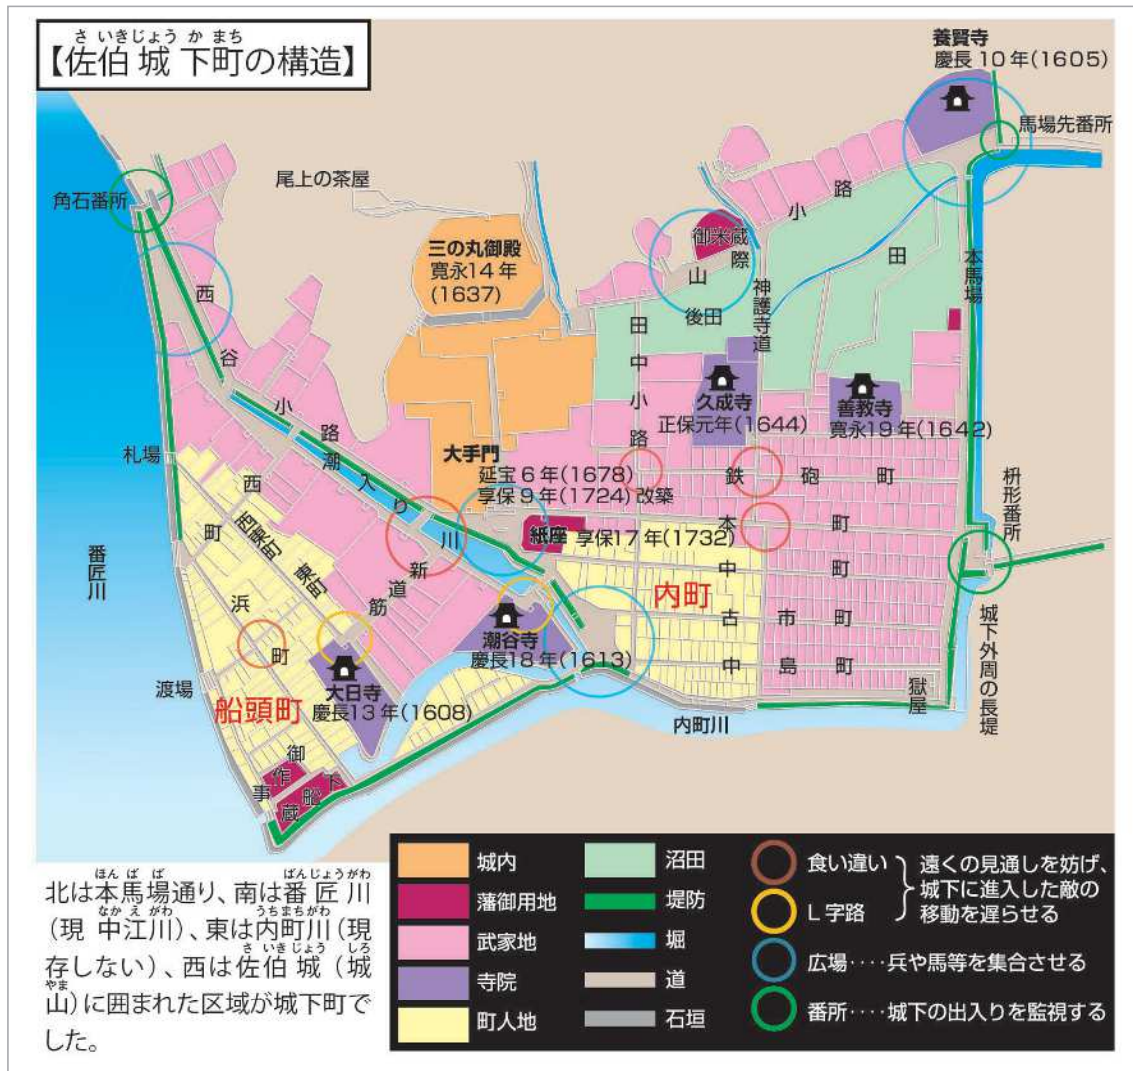 さいきじょうかまち
【佐伯城下町の構造】
養賢寺
慶長10年(1605)
馬場先番所
角石番所
尾上の茶屋
三の丸御殿
寛永14年
(1637)
御米蔵
山際小路
後田
田
神護寺道
本馬場
西谷小路
田中小路
久成寺
正保元年(1644)
善教寺
寛永19年(1642)
大手門
延宝6年(1678)
享保9年(1724)改築
潮入り川
札場
鉄砲町
枡形番所
紙座
享保17年(1732)
本町
西町
西東町
東町
新道筋
番匠川
内町
中町
古市町
中島町
浜町
潮谷寺
慶長18年(1613)
城下外周の長堤
獄屋
渡場
船頭町
大日寺
慶長13年(1608)
内町川
御作事
下船蔵
城内
藩御用地
武家地
寺院
町人地
沼田
堤防
堀
道
石垣
食い違い
L字路
遠くの見通しを妨げ、
城下に進入した敵の
移動を遅らせる
広場‥‥兵や馬等を集合させる
番所‥‥城下の出入りを監視する
ほんばば ばんじょうがわ
北は本馬場通り、南は番匠川
なかえがわ うちまちがわ
(現 中江川)、東は内町川(現
さいきじょう しろ
存しない)、西は佐伯城(城
やま
山)に囲まれた区域が城下町で
した。